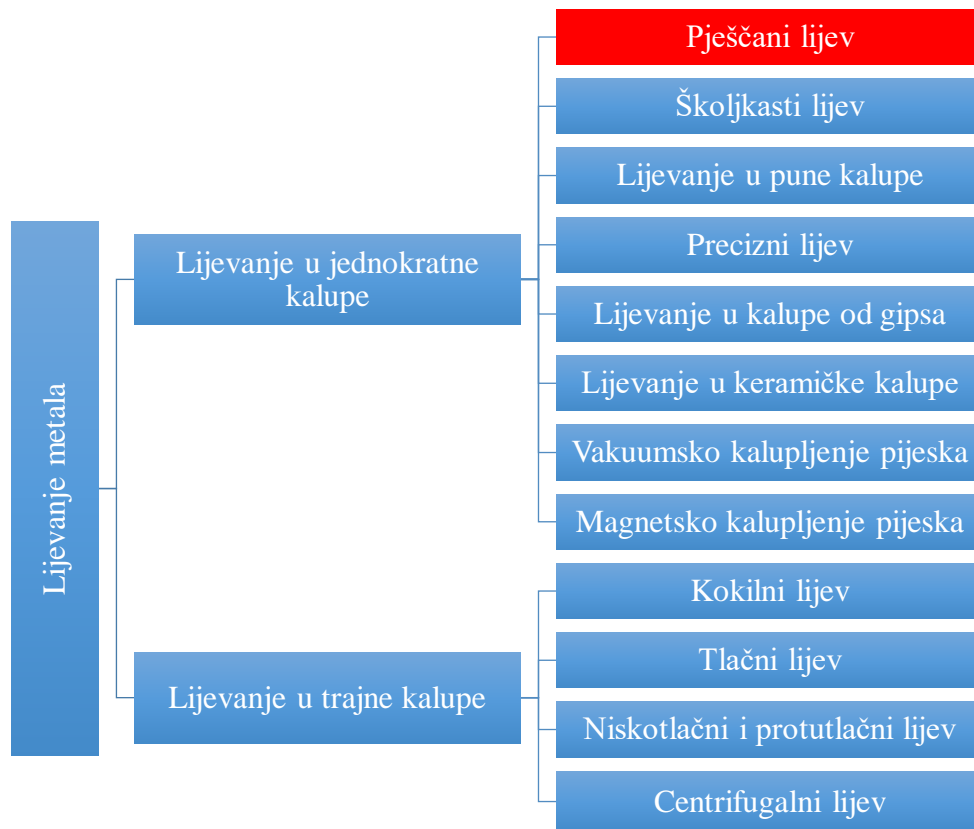 Lijevanje metala
Lijevanje u jednokratne
kalupe
Pješčani lijev
Školjkasti lijev
Lijevanje u pune kalupe
Precizni lijev
Lijevanje u kalupe od gipsa
Lijevanje u keramičke kalupe
Vakuumsko kalupljenje pijeska
Magnetsko kalupljenje pijeska
Lijevanje u trajne kalupe
Kokilni lijev
Tlačni lijev
Niskotlačni i protutlačni lijev
Centrifugalni lijev